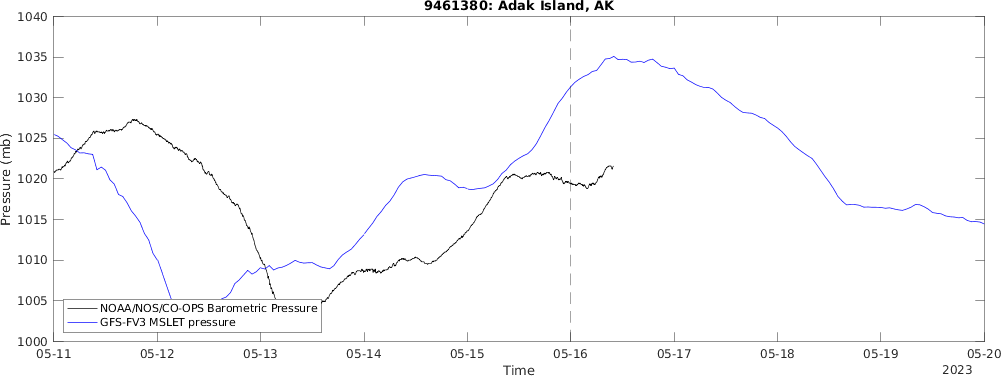 9461380: Adak Island, AK
Pressure (mb)
1040
1035
1030
1025
1020
1015
1010
1005
1000
NOAA/NOS/CO-OPS Barometric Pressure
GFS-FV3 MSLET pressure
05-11 05-12 05-13 05-14 05-15 05-16 05-17 05-18 05-19 05-20
Time
2023